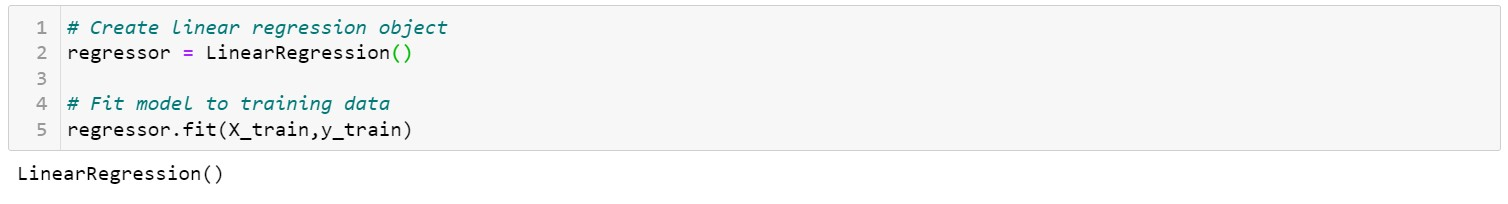 1 # Create linear regression object
2 regressor = LinearRegression()
3
4 # Fit model to training data
5 regressor.fit(X_train,y_train)
LinearRegression()